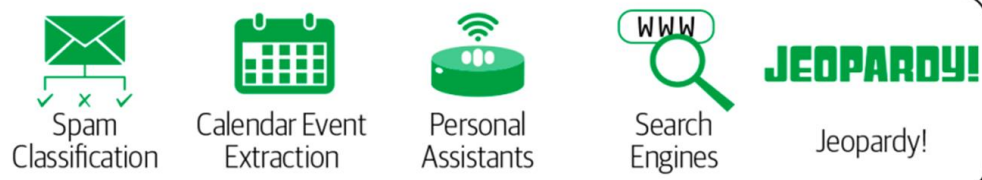 WWW
JEOPARDY!
Spam
Classification
Calendar Event
Extraction
Personal
Assistants
Search
Engines
Jeopardy!